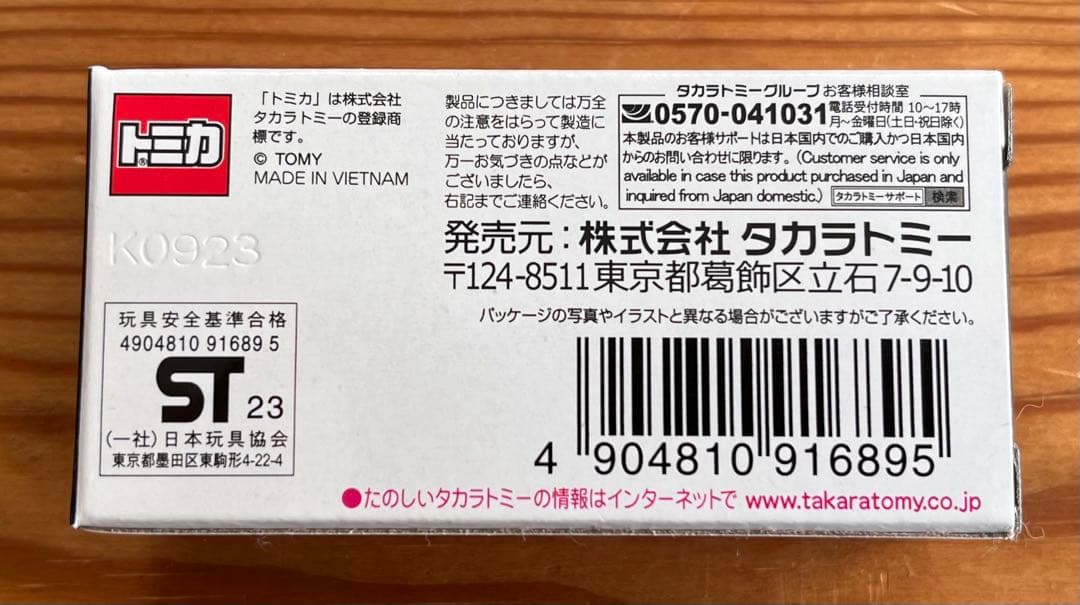 トミカ®
「トミカ」は株式会社
タカラトミーの登録商
標です。
© TOMY
MADE IN VIETNAM
K0923
製品につきましては万全
の注意をはらって製造に
当たっておりますが、
万一お気づきの点などが
ございましたら、
右記までご連絡ください。
タカラトミーグループ お客様相談室
0570-041031 電話受付時間 10〜17時
月〜金曜日(土日・祝日除く)
本製品のお客様サポートは日本国内でのご購入かつ日本国内
からのお問い合わせに限ります。(Customer service is only
available in case this product purchased in Japan and
inquired from Japan domestic.) タカラトミーサポート 検索
発売元:株式会社 タカラトミー
〒124-8511 東京都葛飾区立石7-9-10
パッケージの写真やイラストと異なる場合がございますがご了承ください。
玩具安全基準合格
4904810 91689 5
ST 23
(一社)日本玩具協会
東京都墨田区東駒形4-22-4
4 904810 916895
●たのしいタカラトミーの情報はインターネットで www.takaratomy.co.jp